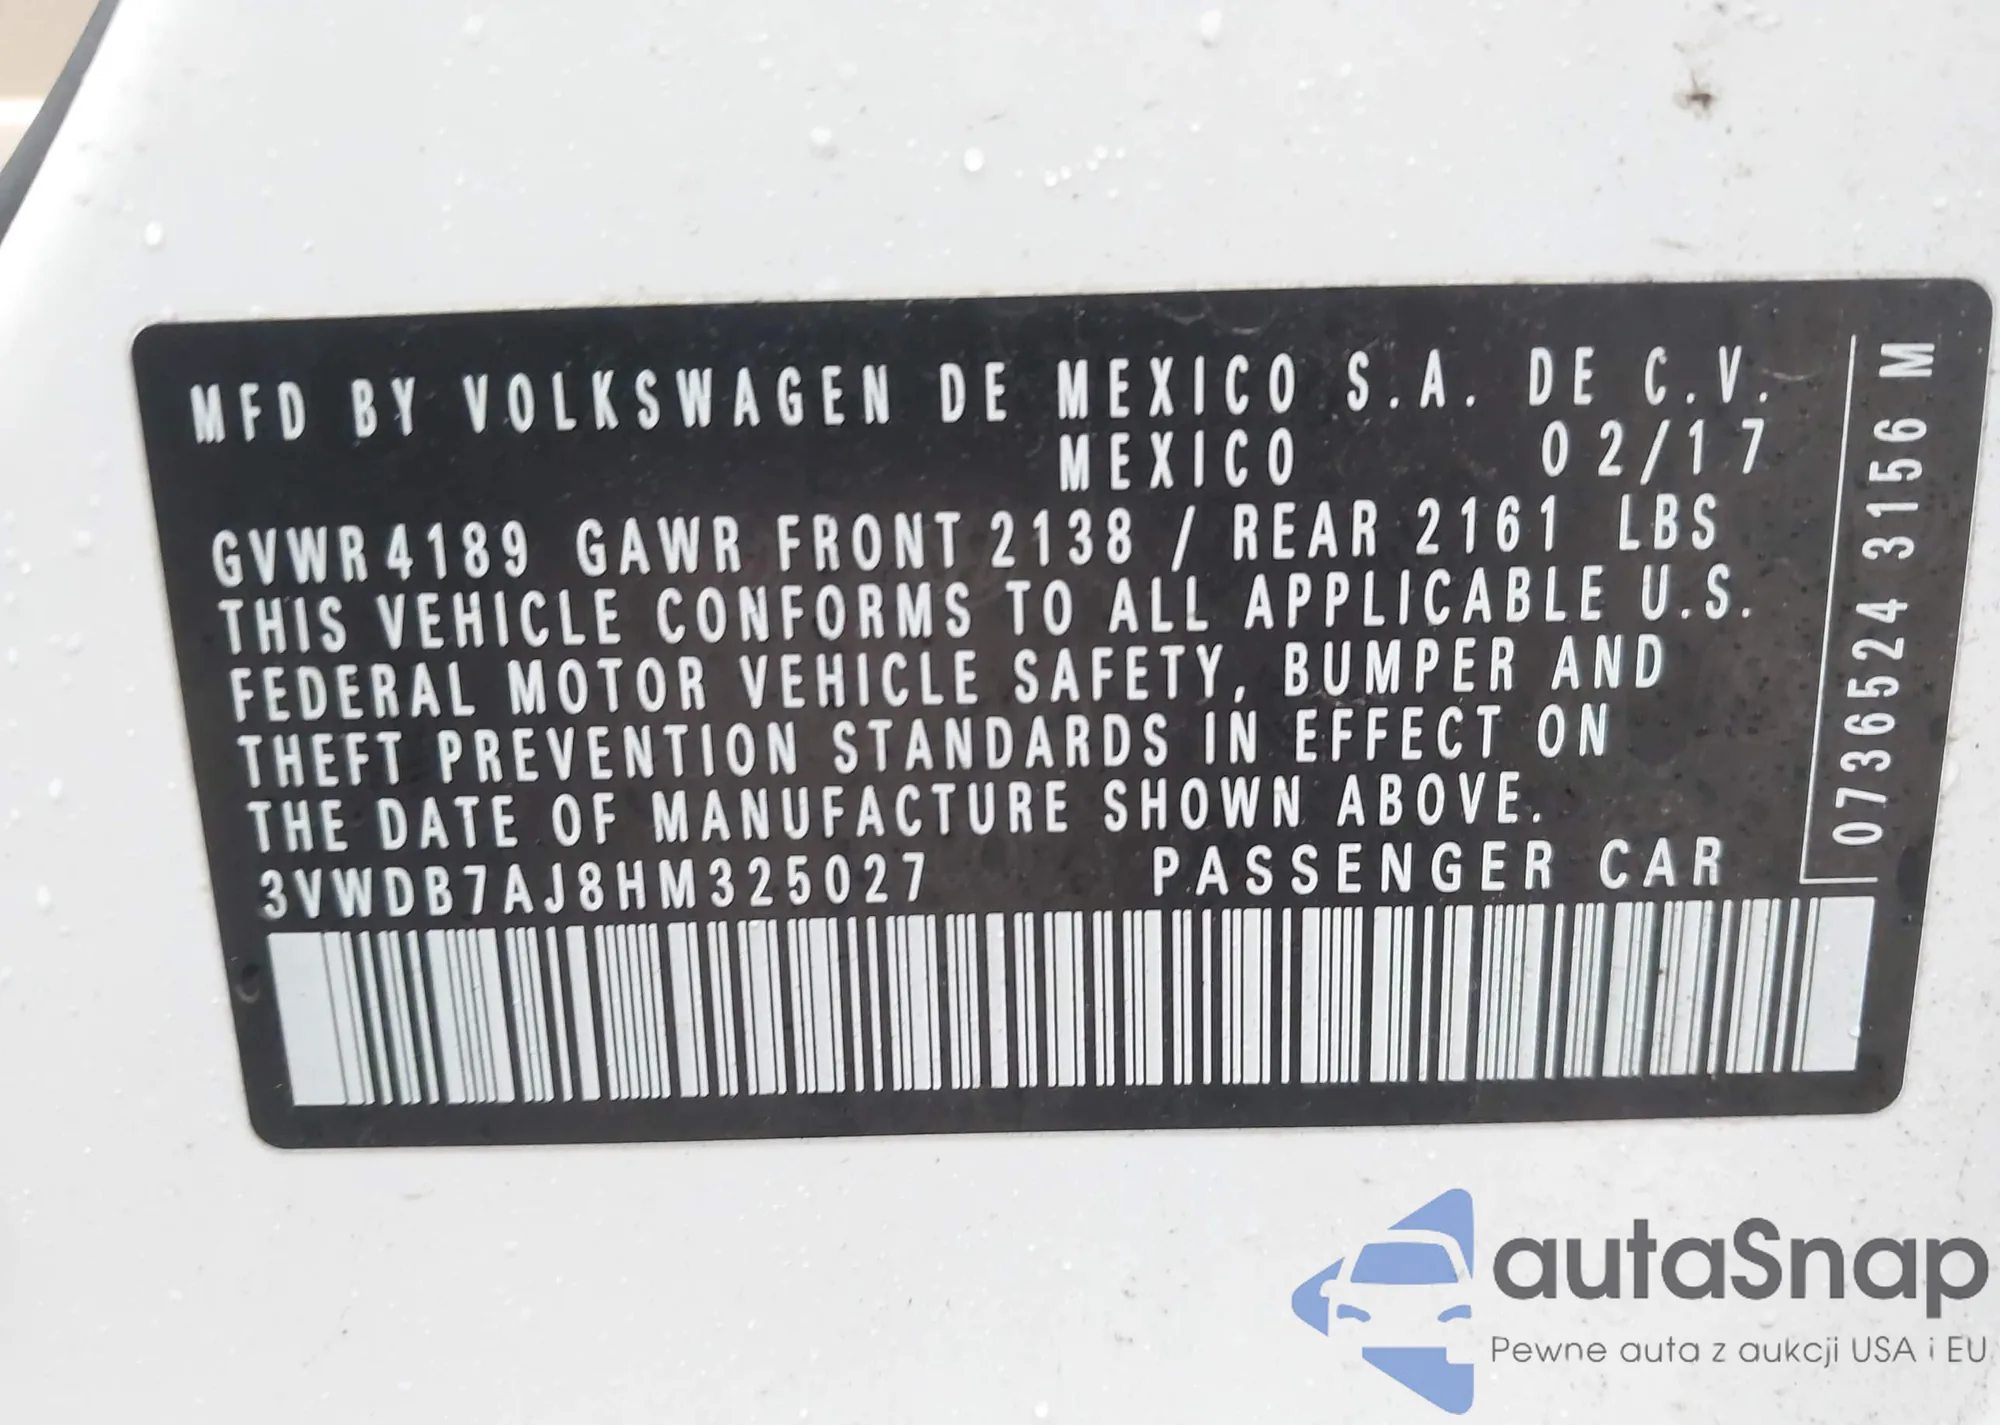 MFD BY VOLKSWAGEN DE MEXICO S.A. DE C.V.
MEXICO 02/17
GVWR 4189 GAWR FRONT 2138 / REAR 2161 LBS
THIS VEHICLE CONFORMS TO ALL APPLICABLE U.S.
FEDERAL MOTOR VEHICLE SAFETY, BUMPER AND
THEFT PREVENTION STANDARDS IN EFFECT ON
THE DATE OF MANUFACTURE SHOWN ABOVE.
3VWDB7AJ8HM325027 PASSENGER CAR
0736524 3156 M
autaSnap
Pewne auta z aukcji USA i EU